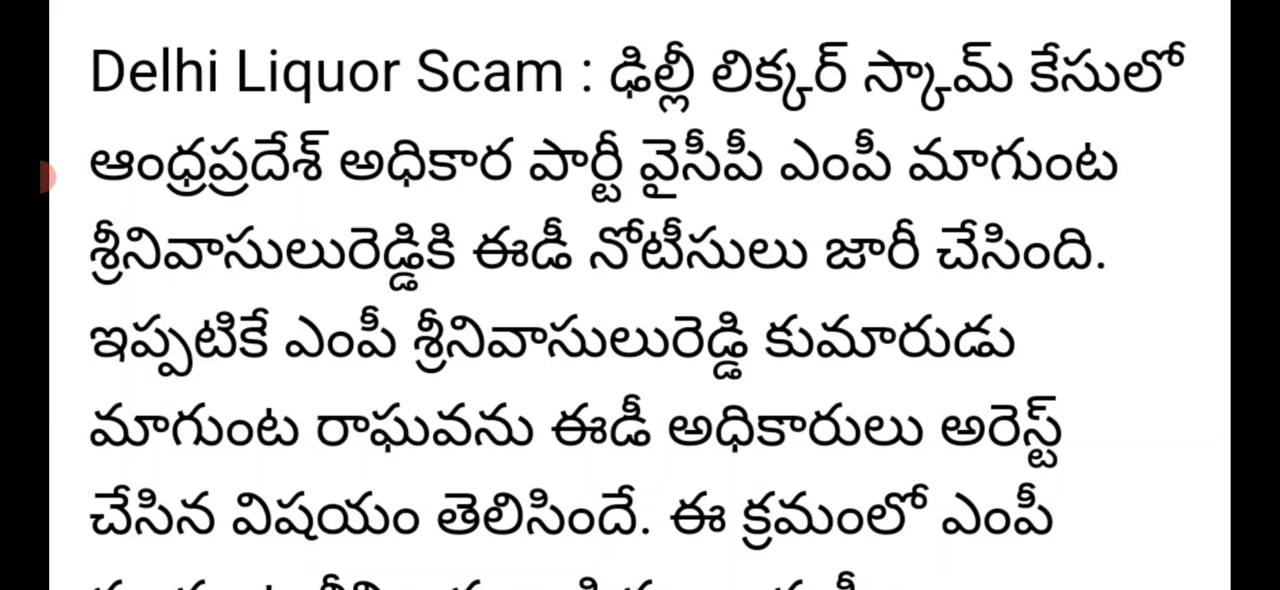 Delhi Liquor Scam : ఢిల్లీ లిక్కర్ స్కామ్ కేసులో
ఆంధ్రప్రదేశ్ అధికార పార్టీ వైసీపీ ఎంపీ మాగుంట
శ్రీనివాసులురెడ్డికి ఈడీ నోటీసులు జారీ చేసింది.
ఇప్పటికే ఎంపీ శ్రీనివాసులురెడ్డి కుమారుడు
మాగుంట రాఘవను ఈడీ అధికారులు అరెస్ట్
చేసిన విషయం తెలిసిందే. ఈ క్రమంలో ఎంపీ